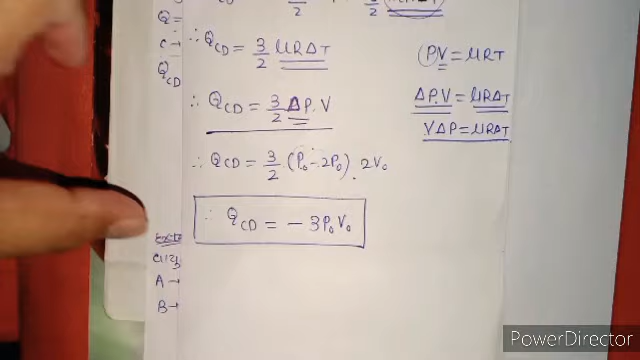 Q=
∴ Q_CD = 3/2 μRΔT
PV = μRT
Q_CD
∴ Q_CD = 3/2 ΔP.V
ΔP.V = μRΔT
VΔP = μRΔT
∴ Q_CD = 3/2 (P₀ - 2P₀) . 2V₀
∴ Q_CD = - 3P₀V₀
A →
B →
PowerDirector